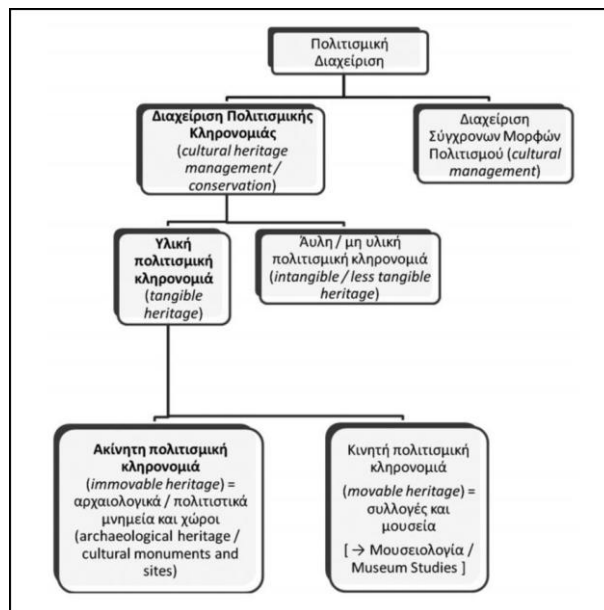 Πολιτισμική
Διαχείριση
Διαχείριση Πολιτισμικής
Κληρονομιάς
(cultural heritage
management /
conservation)
Διαχείριση
Σύγχρονων Μορφών
Πολιτισμού (cultural
management)
Υλική
πολιτισμική
κληρονομιά
(tangible
heritage)
Άυλη / μη υλική
πολιτισμική κληρονομιά
(intangible / less tangible
heritage)
Ακίνητη πολιτισμική
κληρονομιά
(immovable heritage) =
αρχαιολογικά / πολιτιστικά
μνημεία και χώροι
(archaeological heritage /
cultural monuments and
sites)
Κινητή πολιτισμική
κληρονομιά
(movable heritage) =
συλλογές και
μουσεία
[ → Μουσειολογία /
Museum Studies ]